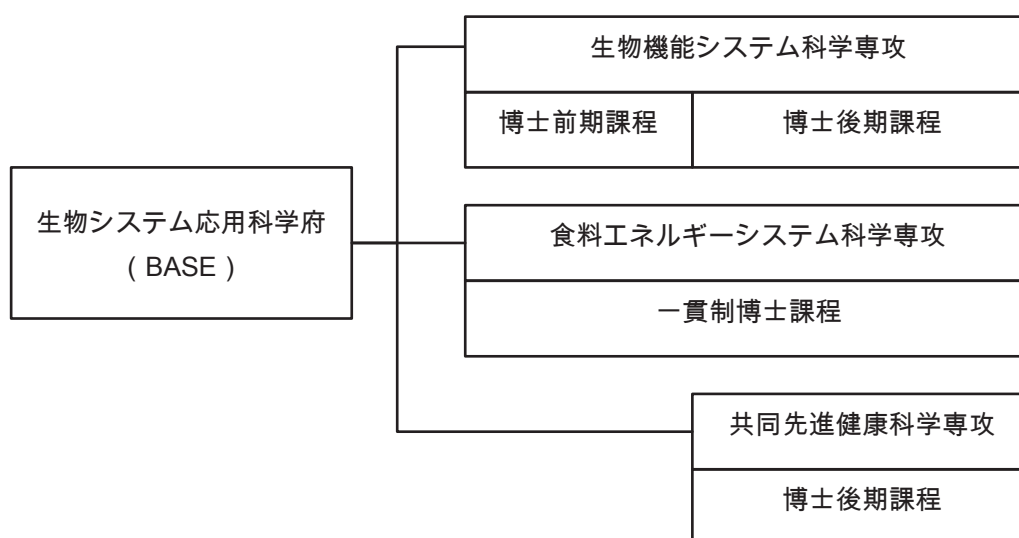 生物機能システム科学専攻
博士前期課程
博士後期課程
生物システム応用科学府
( BASE )
食料エネルギーシステム科学専攻
一貫制博士課程
共同先進健康科学専攻
博士後期課程